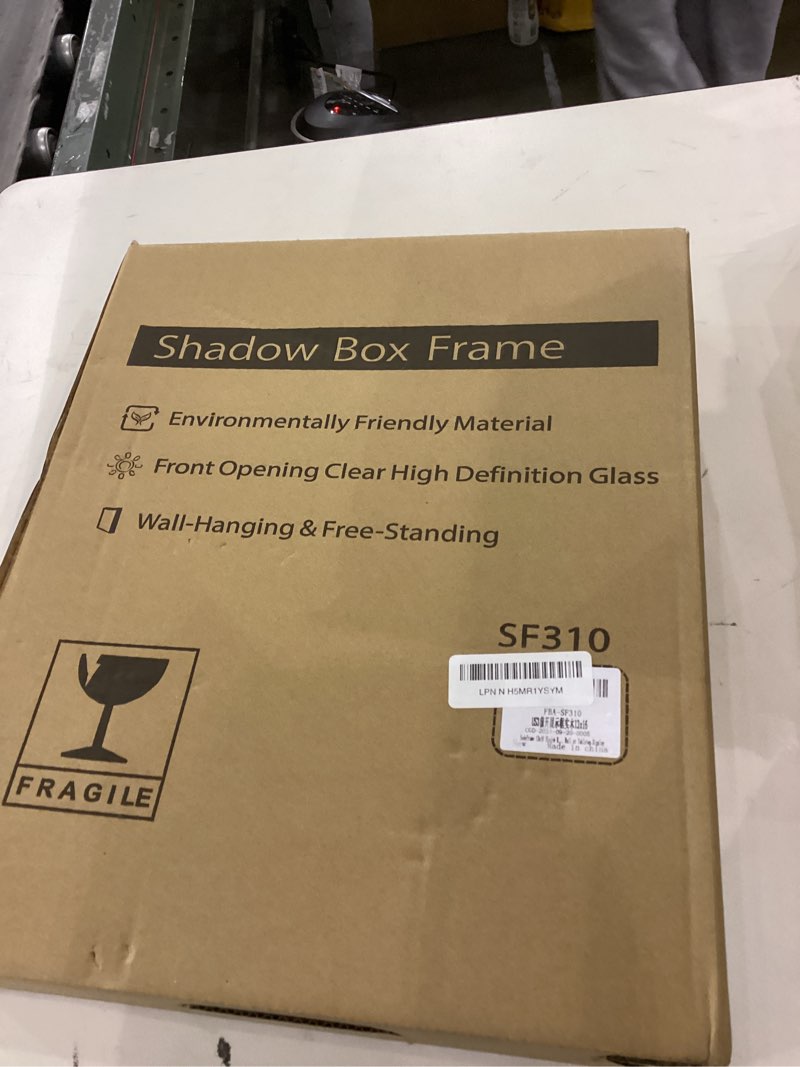 Shadow Box Frame
Environmentally Friendly Material
Front Opening Clear High Definition Glass
Wall-Hanging & Free-Standing
SF310
LPN N H5MR1YSYM
FBA-SF310
New
Made in china
FRAGILE